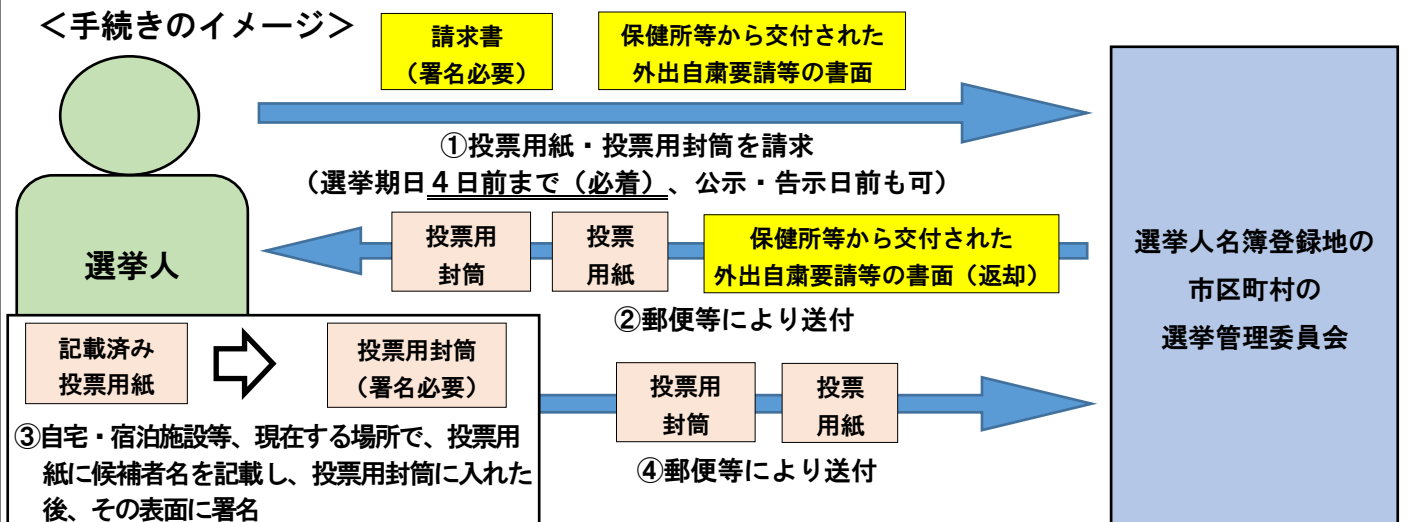 <手続きのイメージ>
請求書
（署名必要）
保健所等から交付された
外出自粛要請等の書面
①投票用紙・投票用封筒を請求
（選挙期日４日前まで（必着）、公示・告示日前も可）
選挙人
投票用
封筒
投票
用紙
保健所等から交付された
外出自粛要請等の書面（返却）
②郵便等により送付
選挙人名簿登録地の
市区町村の
選挙管理委員会
記載済み
投票用紙
投票用封筒
（署名必要）
③自宅・宿泊施設等、現在する場所で、投票用
紙に候補者名を記載し、投票用封筒に入れた
後、その表面に署名
投票用
封筒
投票
用紙
④郵便等により送付